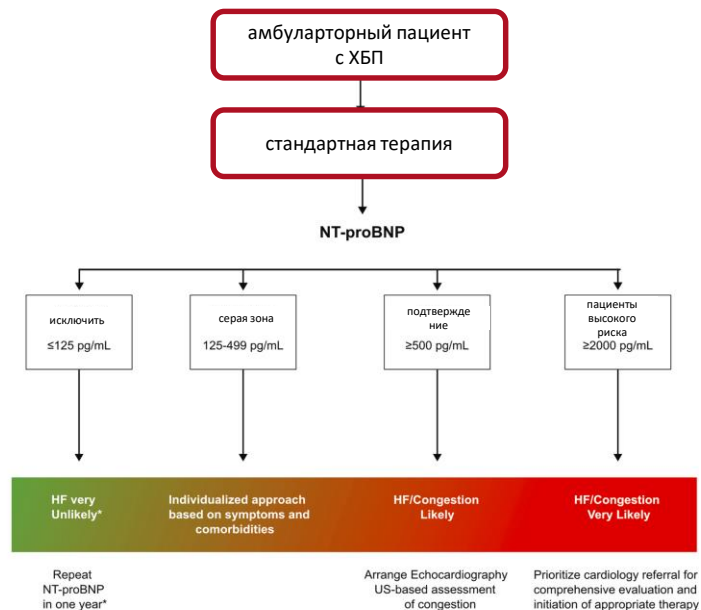 амбуларторный пациент
с ХБП
стандартная терапия
NT-proBNP
исключить
≤125 pg/mL
серая зона
125-499 pg/mL
подтвержде
ние
≥500 pg/mL
пациенты
высокого
риска
≥2000 pg/mL
HF very
Unlikely*
Individualized approach
based on symptoms and
comorbidities
HF/Congestion
Likely
HF/Congestion
Very Likely
Repeat
NT-proBNP
in one year*
Arrange Echocardiography
US-based assessment
of congestion
Prioritize cardiology referral for
comprehensive evaluation and
initiation of appropriate therapy